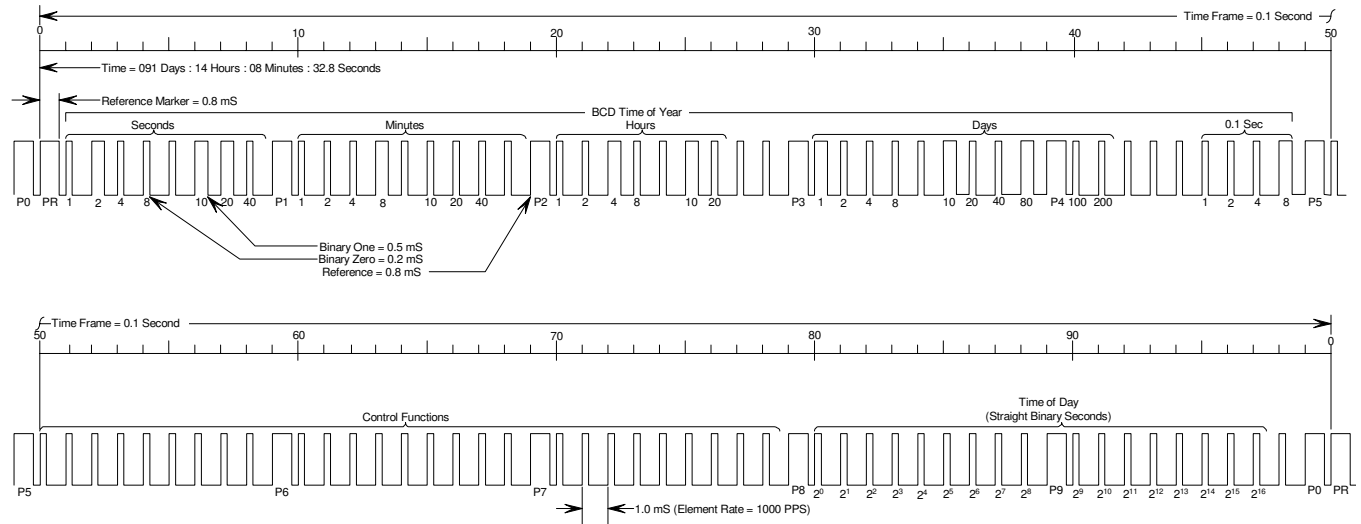 Time Frame = 0.1 Second
0 10 20 30 40 50
Time = 091 Days : 14 Hours : 08 Minutes : 32.8 Seconds
Reference Marker = 0.8 mS
BCD Time of Year
Seconds Minutes Hours Days 0.1 Sec
P0 PR 1 2 4 8 10 20 40 P1 1 2 4 8 10 20 40 P2 1 2 4 8 10 20 P3 1 2 4 8 10 20 40 80 P4 100 200 1 2 4 8 P5
Binary One = 0.5 mS
Binary Zero = 0.2 mS
Reference = 0.8 mS
Time Frame = 0.1 Second
50 60 70 80 90 0
Control Functions
Time of Day
(Straight Binary Seconds)
P5 P6 P7 P8 2⁰ 2¹ 2² 2³ 2⁴ 2⁵ 2⁶ 2⁷ 2⁸ P9 2⁹ 2¹⁰ 2¹¹ 2¹² 2¹³ 2¹⁴ 2¹⁵ 2¹⁶ P0 PR
1.0 mS (Element Rate = 1000 PPS)